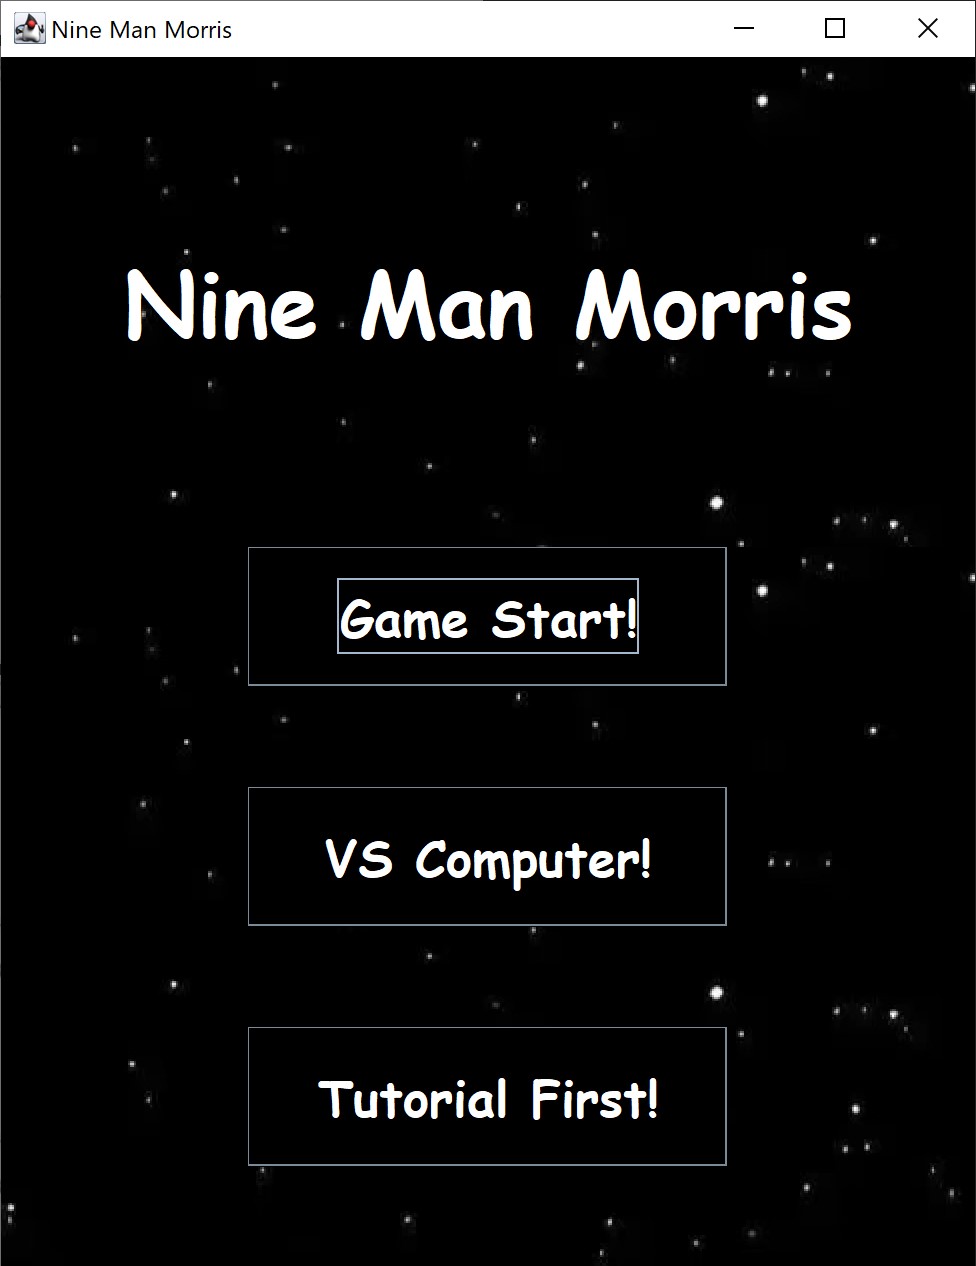 Nine Man Morris
Nine Man Morris
Game Start!
VS Computer!
Tutorial First!